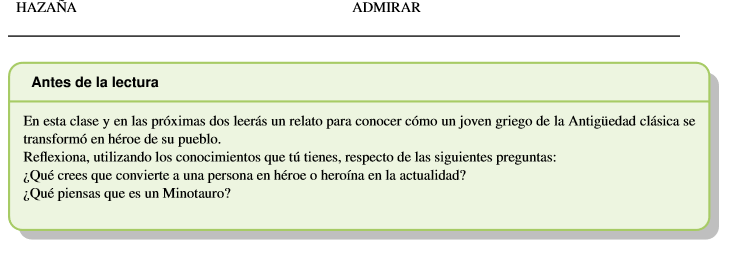 HAZAÑA ADMIRAR
Antes de la lectura
En esta clase y en las próximas dos leerás un relato para conocer cómo un joven griego de la Antigüedad clásica se
transformó en héroe de su pueblo.
Reflexiona, utilizando los conocimientos que tú tienes, respecto de las siguientes preguntas:
¿Qué crees que convierte a una persona en héroe o heroína en la actualidad?
¿Qué piensas que es un Minotauro?